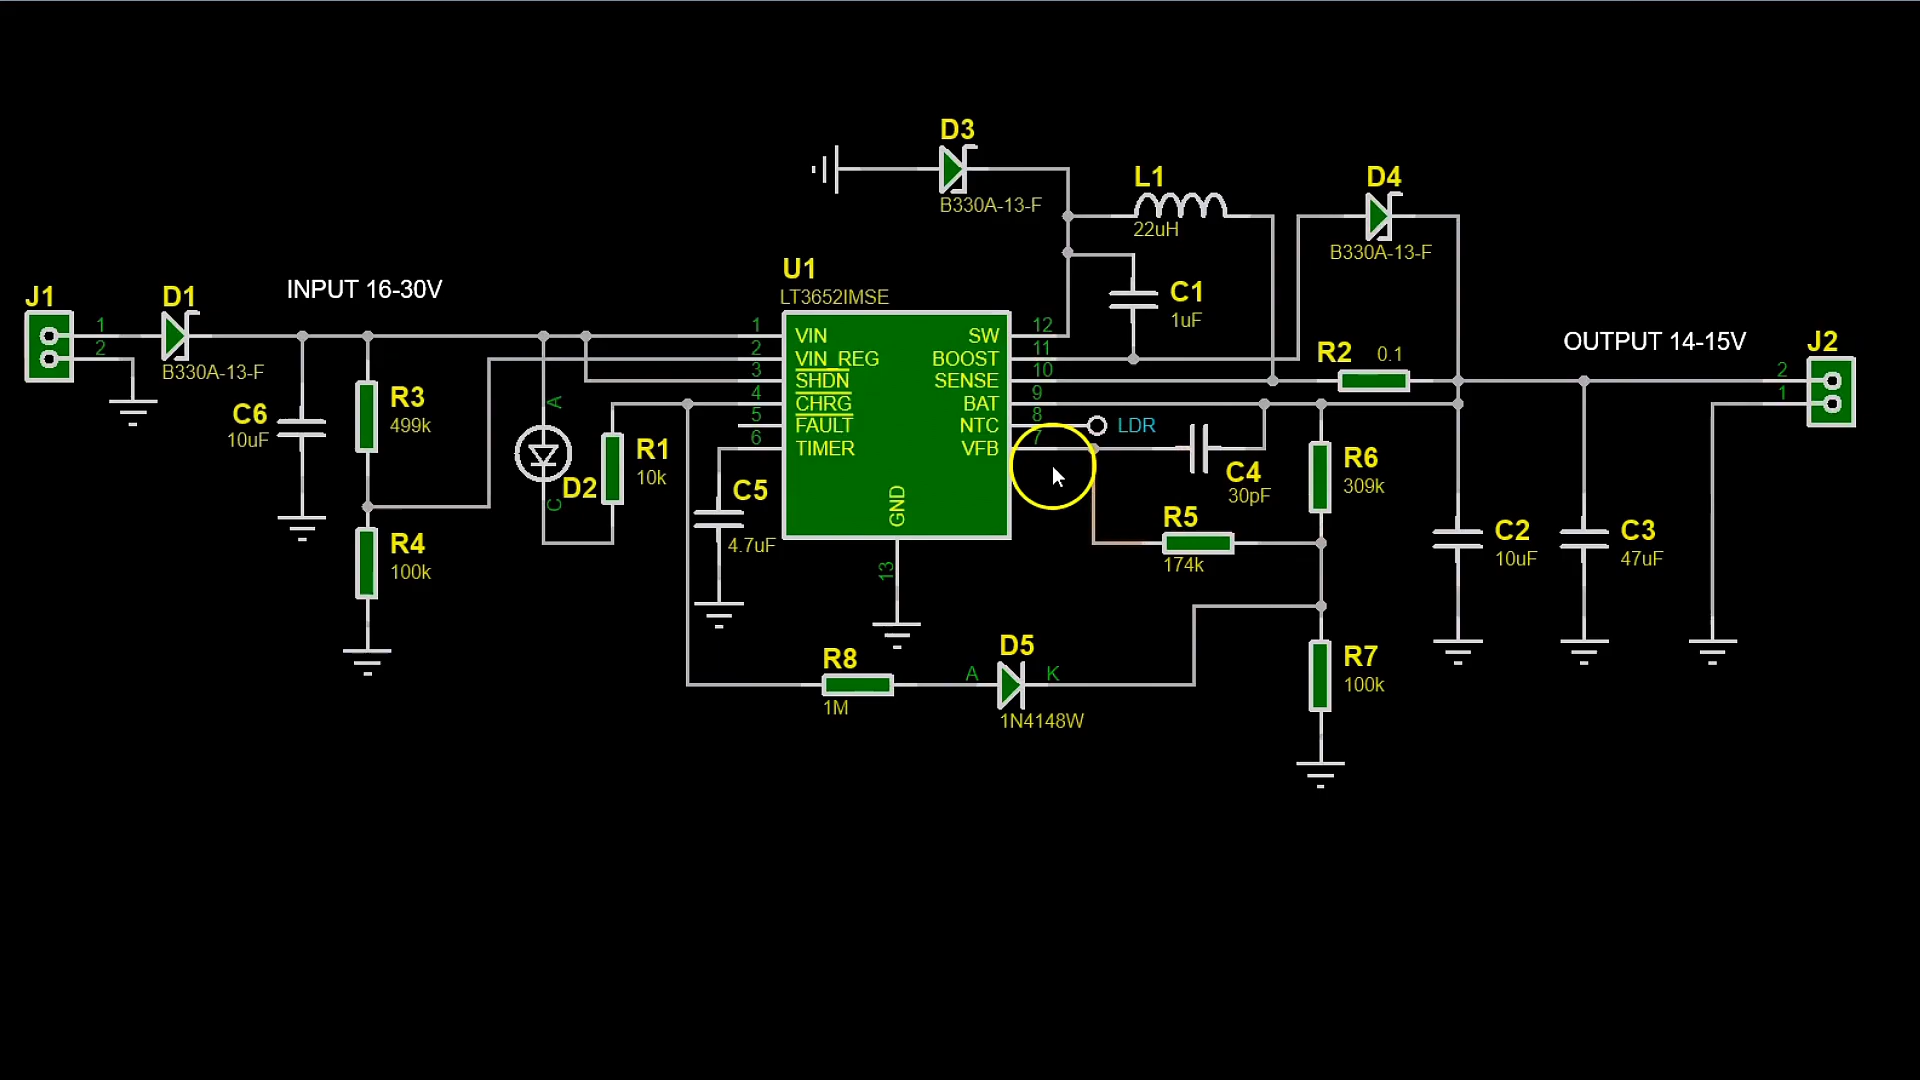 D3
B330A-13-F
L1
22uH
D4
B330A-13-F
J1
1
2
D1
B330A-13-F
INPUT 16-30V
U1
LT3652IMSE
C1
1uF
1 VIN
2 VIN_REG
3 SHDN
4 CHRG
5 FAULT
6 TIMER
SW 12
BOOST 11
SENSE 10
BAT 9
NTC 8
VFB 7
GND
13
LDR
R2 0.1
OUTPUT 14-15V
J2
2
1
C6
10uF
R3
499k
A
D2
C
R1
10k
C5
4.7uF
C4
30pF
R6
309k
R5
174k
C2
10uF
C3
47uF
R4
100k
R8
1M
A
D5
K
1N4148W
R7
100k